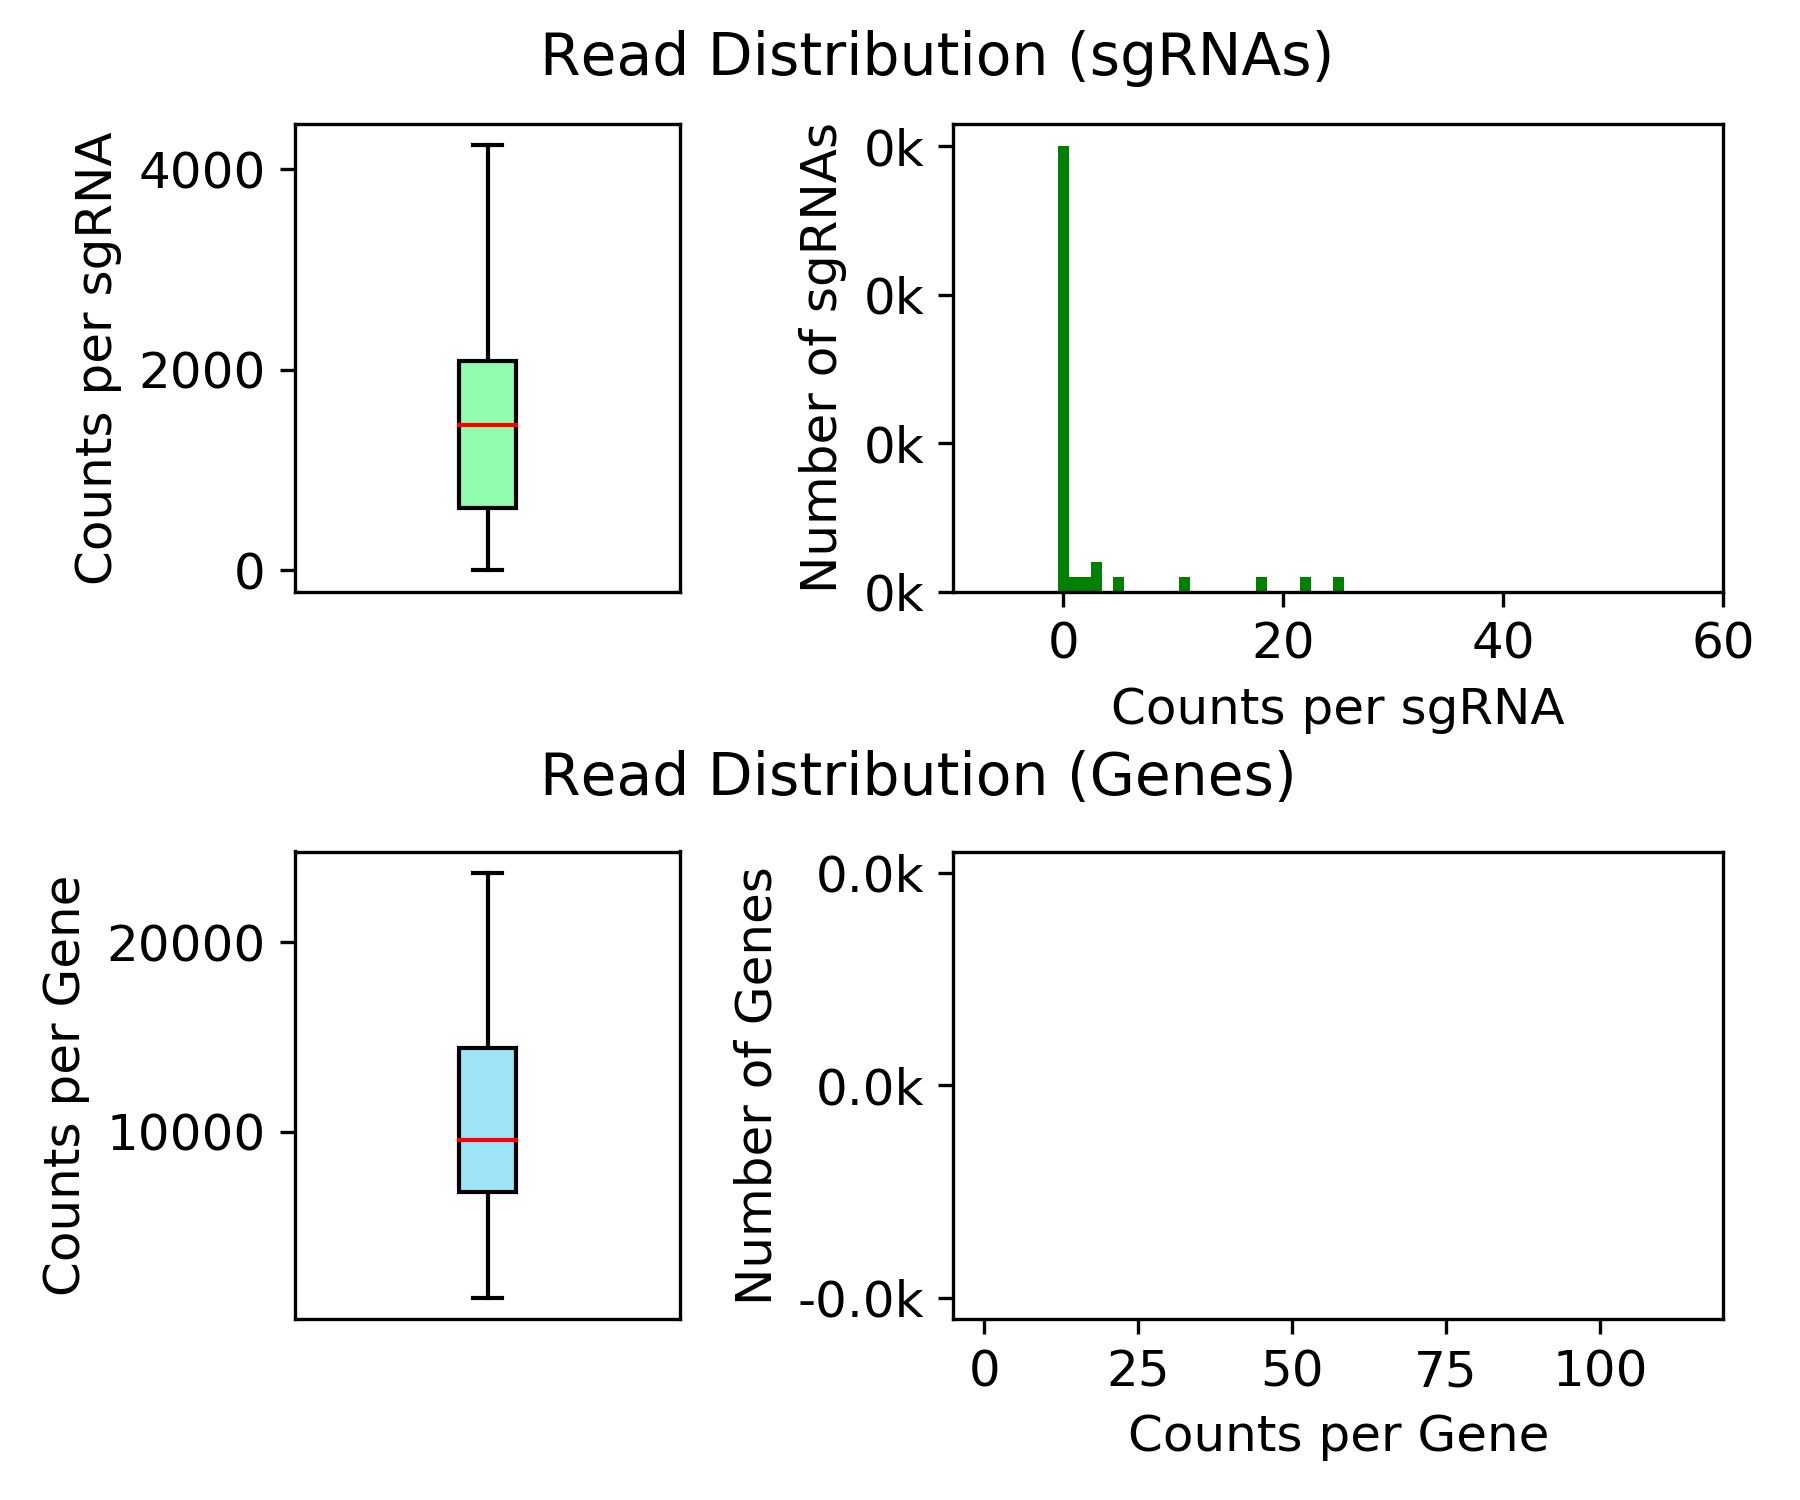 Read Distribution (sgRNAs)
Counts per sgRNA
4000
2000
0
Number of sgRNAs
0k
0k
0k
0k
0 20 40 60
Counts per sgRNA
Read Distribution (Genes)
Counts per Gene
20000
10000
Number of Genes
0.0k
0.0k
-0.0k
0 25 50 75 100
Counts per Gene